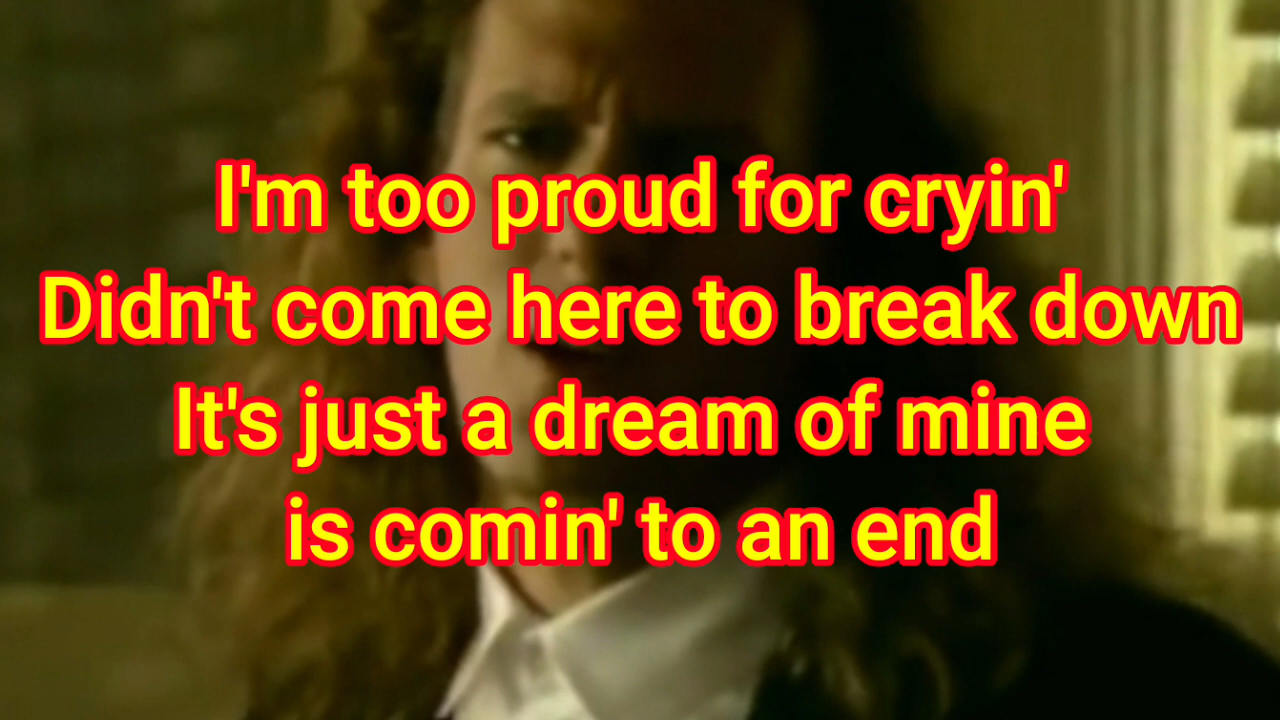 I'm too proud for cryin'
Didn't come here to break down
It's just a dream of mine
is comin' to an end